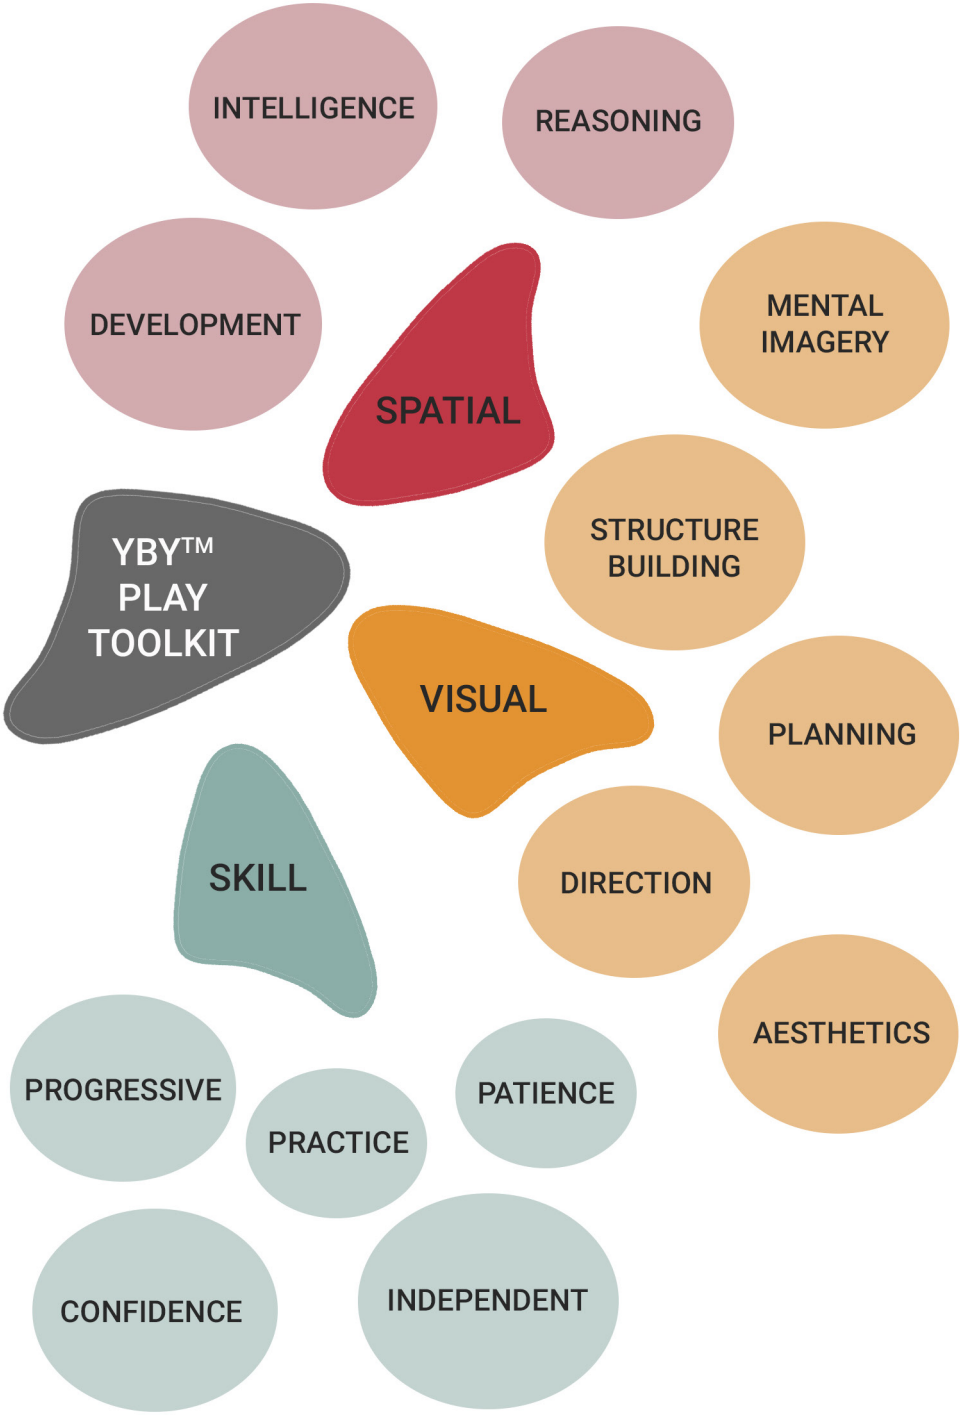 INTELLIGENCE
REASONING
DEVELOPMENT
MENTAL
IMAGERY
SPATIAL
STRUCTURE
BUILDING
YBY™
PLAY
TOOLKIT
VISUAL
PLANNING
SKILL
DIRECTION
AESTHETICS
PROGRESSIVE
PATIENCE
PRACTICE
CONFIDENCE
INDEPENDENT